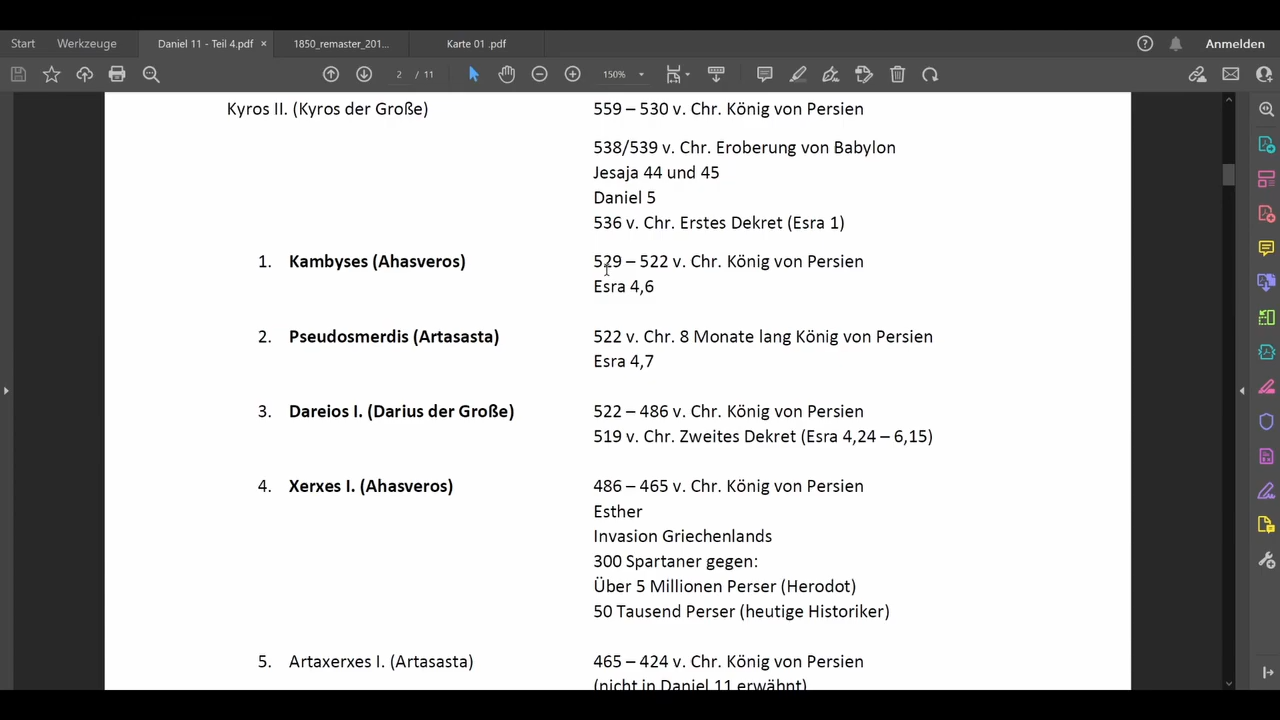 Start Werkzeuge Daniel 11 - Teil 4.pdf × 1850_remaster_201... Karte 01 .pdf Anmelden
2 / 11 150%
Kyros II. (Kyros der Große) 559 – 530 v. Chr. König von Persien
538/539 v. Chr. Eroberung von Babylon
Jesaja 44 und 45
Daniel 5
536 v. Chr. Erstes Dekret (Esra 1)
1. Kambyses (Ahasveros) 529 – 522 v. Chr. König von Persien
Esra 4,6
2. Pseudosmerdis (Artasasta) 522 v. Chr. 8 Monate lang König von Persien
Esra 4,7
3. Dareios I. (Darius der Große) 522 – 486 v. Chr. König von Persien
519 v. Chr. Zweites Dekret (Esra 4,24 – 6,15)
4. Xerxes I. (Ahasveros) 486 – 465 v. Chr. König von Persien
Esther
Invasion Griechenlands
300 Spartaner gegen:
Über 5 Millionen Perser (Herodot)
50 Tausend Perser (heutige Historiker)
5. Artaxerxes I. (Artasasta) 465 – 424 v. Chr. König von Persien
(nicht in Daniel 11 erwähnt)